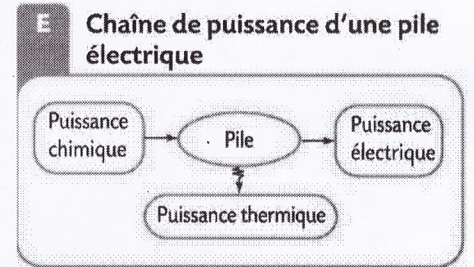 E Chaîne de puissance d'une pile
électrique
Puissance
chimique
Pile
Puissance
électrique
Puissance thermique